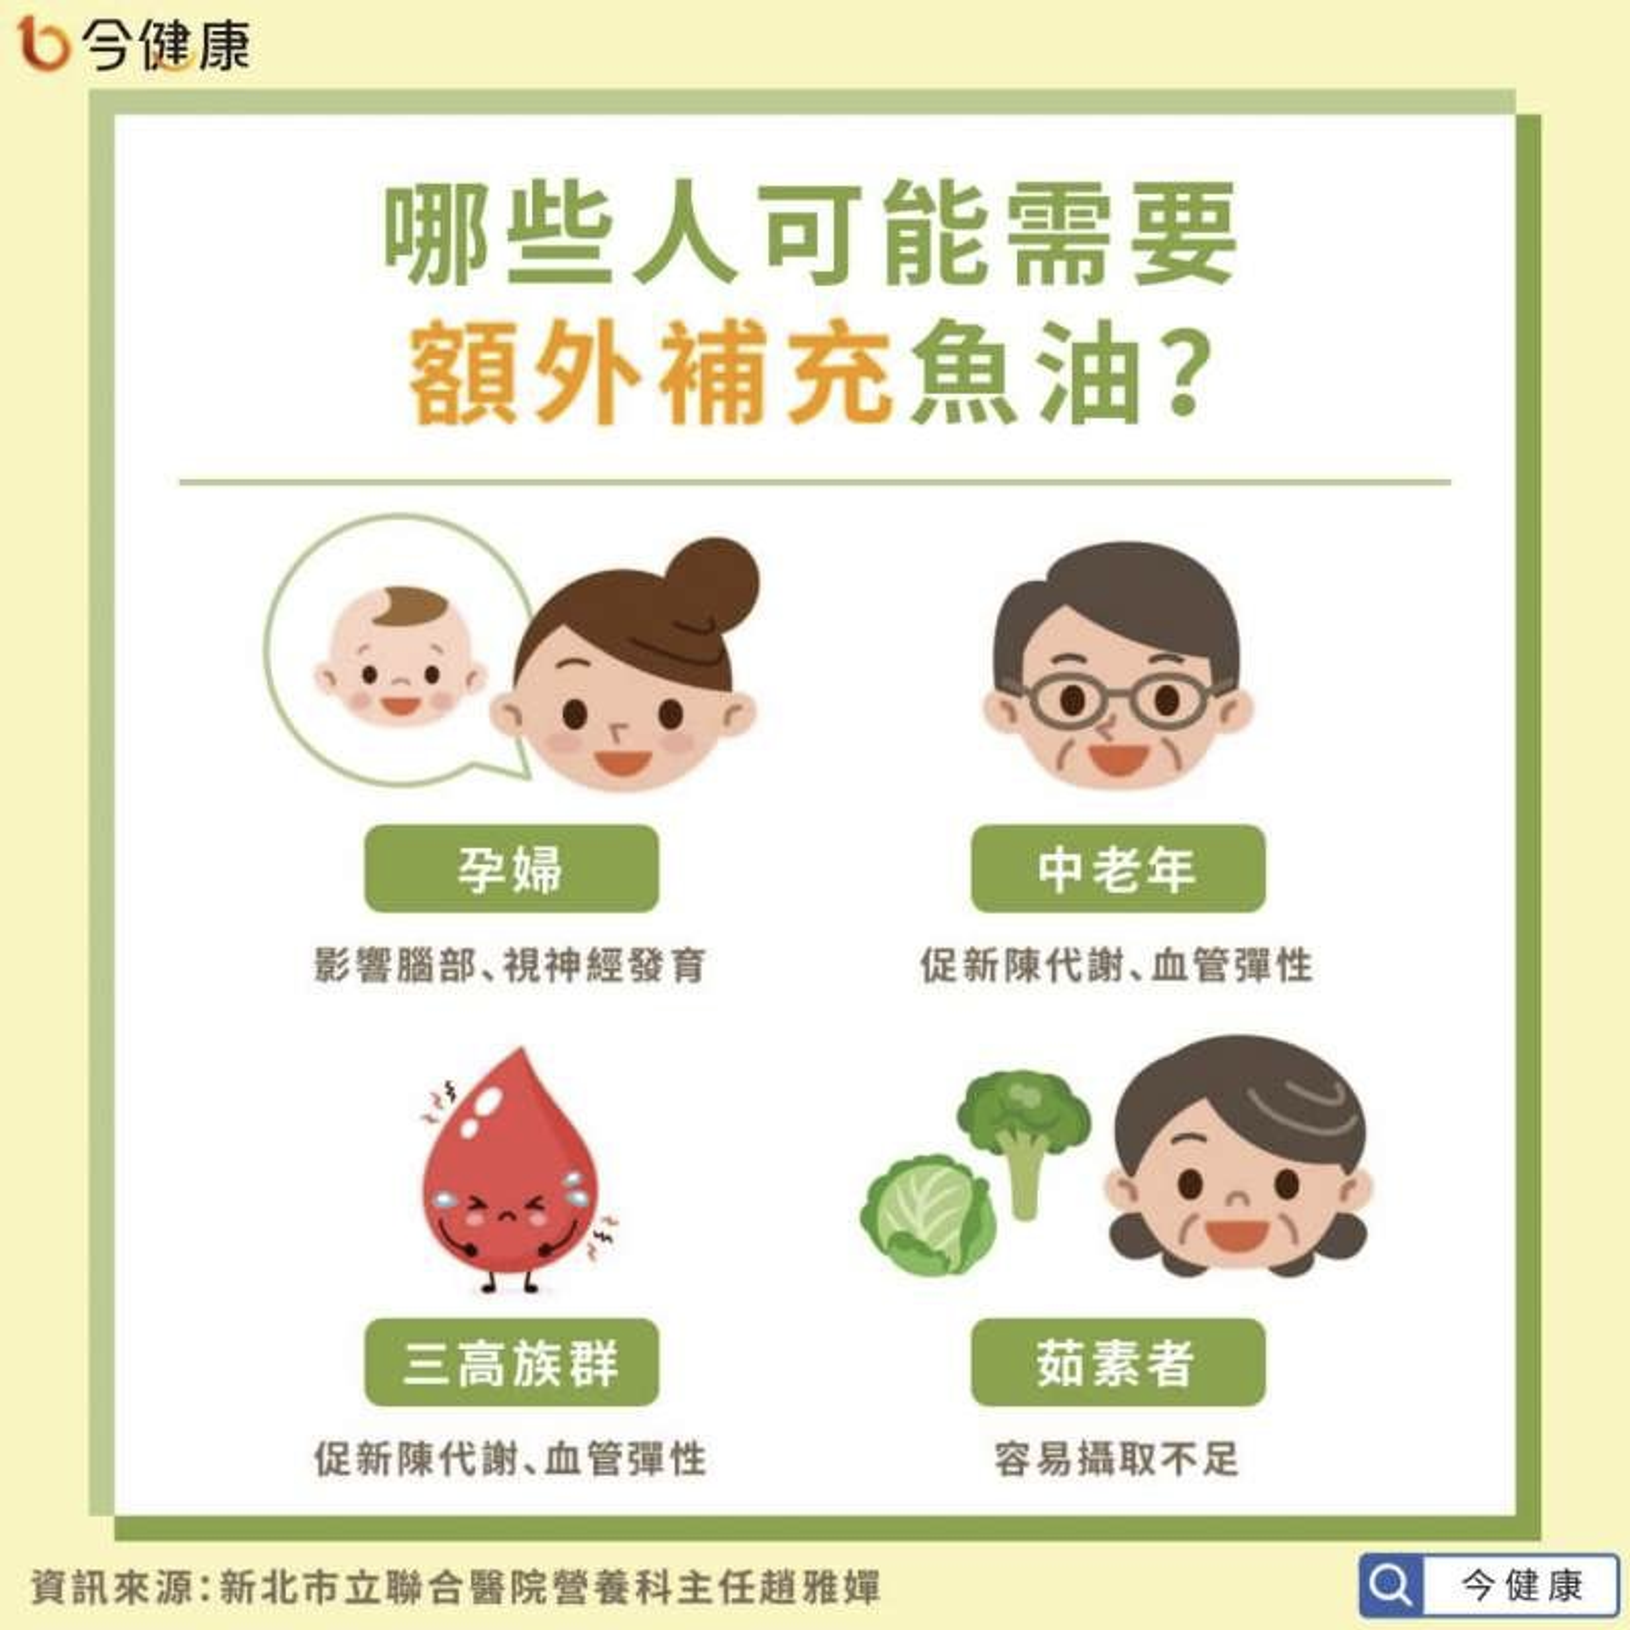 今健康
哪些人可能需要
額外補充魚油?
孕婦
影響腦部、視神經發育
中老年
促新陳代謝、血管彈性
三高族群
促新陳代謝、血管彈性
茹素者
容易攝取不足
資訊來源:新北市立聯合醫院營養科主任趙雅嬋
今健康